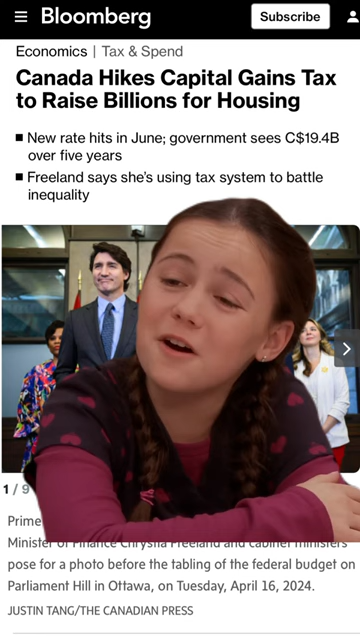 Bloomberg
Subscribe
Economics | Tax & Spend
Canada Hikes Capital Gains Tax
to Raise Billions for Housing
■ New rate hits in June; government sees C$19.4B
over five years
■ Freeland says she's using tax system to battle
inequality
1 / 9
Prime
Minister of Finance Chrystia Freeland and cabinet ministers
pose for a photo before the tabling of the federal budget on
Parliament Hill in Ottawa, on Tuesday, April 16, 2024.
JUSTIN TANG/THE CANADIAN PRESS